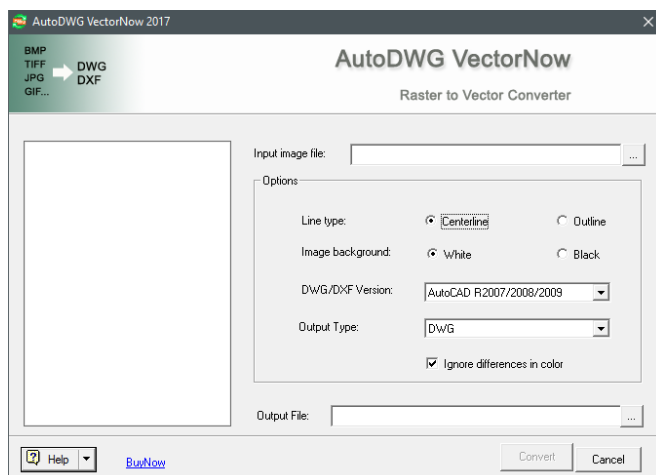 AutoDWG VectorNow 2017
BMP
TIFF
JPG
GIF...
DWG
DXF
AutoDWG VectorNow
Raster to Vector Converter
Input image file:
...
Options
Line type: Centerline Outline
Image background: White Black
DWG/DXF Version: AutoCAD R2007/2008/2009
Output Type: DWG
Ignore differences in color
Output File:
...
Help BuyNow Convert Cancel